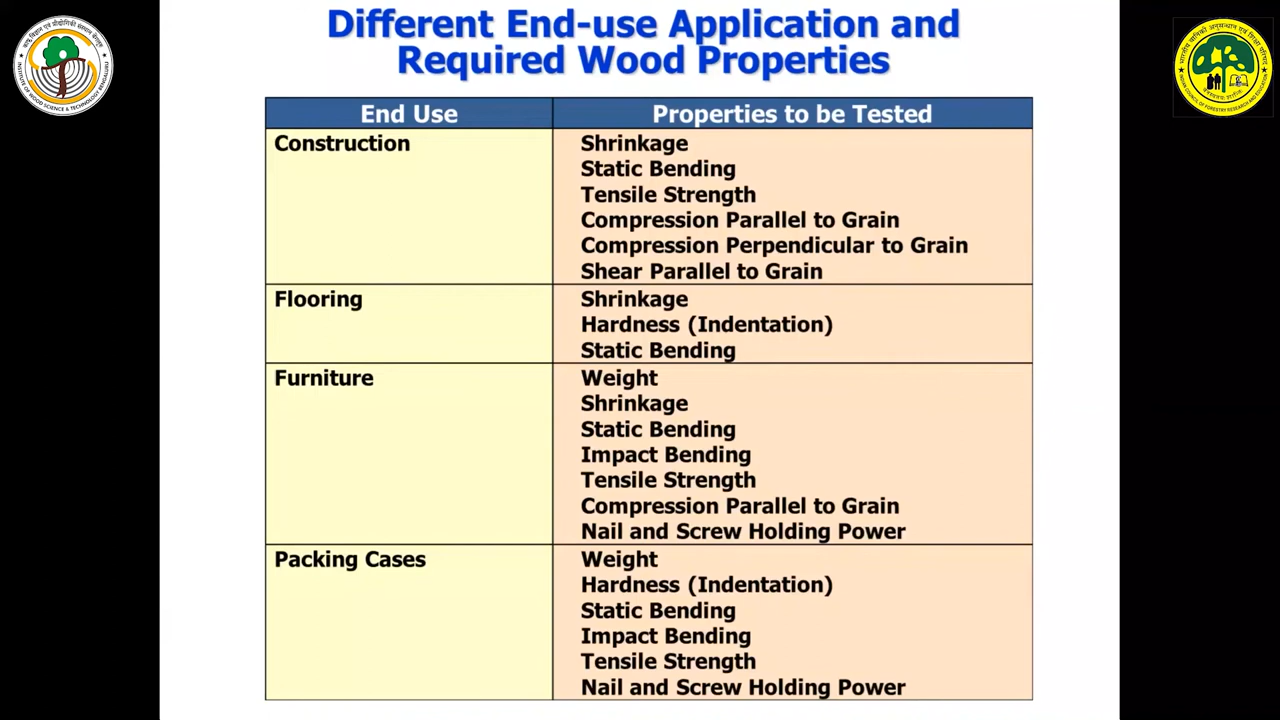 Different End-use Application and
Required Wood Properties
End Use
Properties to be Tested
Construction
Shrinkage
Static Bending
Tensile Strength
Compression Parallel to Grain
Compression Perpendicular to Grain
Shear Parallel to Grain
Flooring
Shrinkage
Hardness (Indentation)
Static Bending
Furniture
Weight
Shrinkage
Static Bending
Impact Bending
Tensile Strength
Compression Parallel to Grain
Nail and Screw Holding Power
Packing Cases
Weight
Hardness (Indentation)
Static Bending
Impact Bending
Tensile Strength
Nail and Screw Holding Power